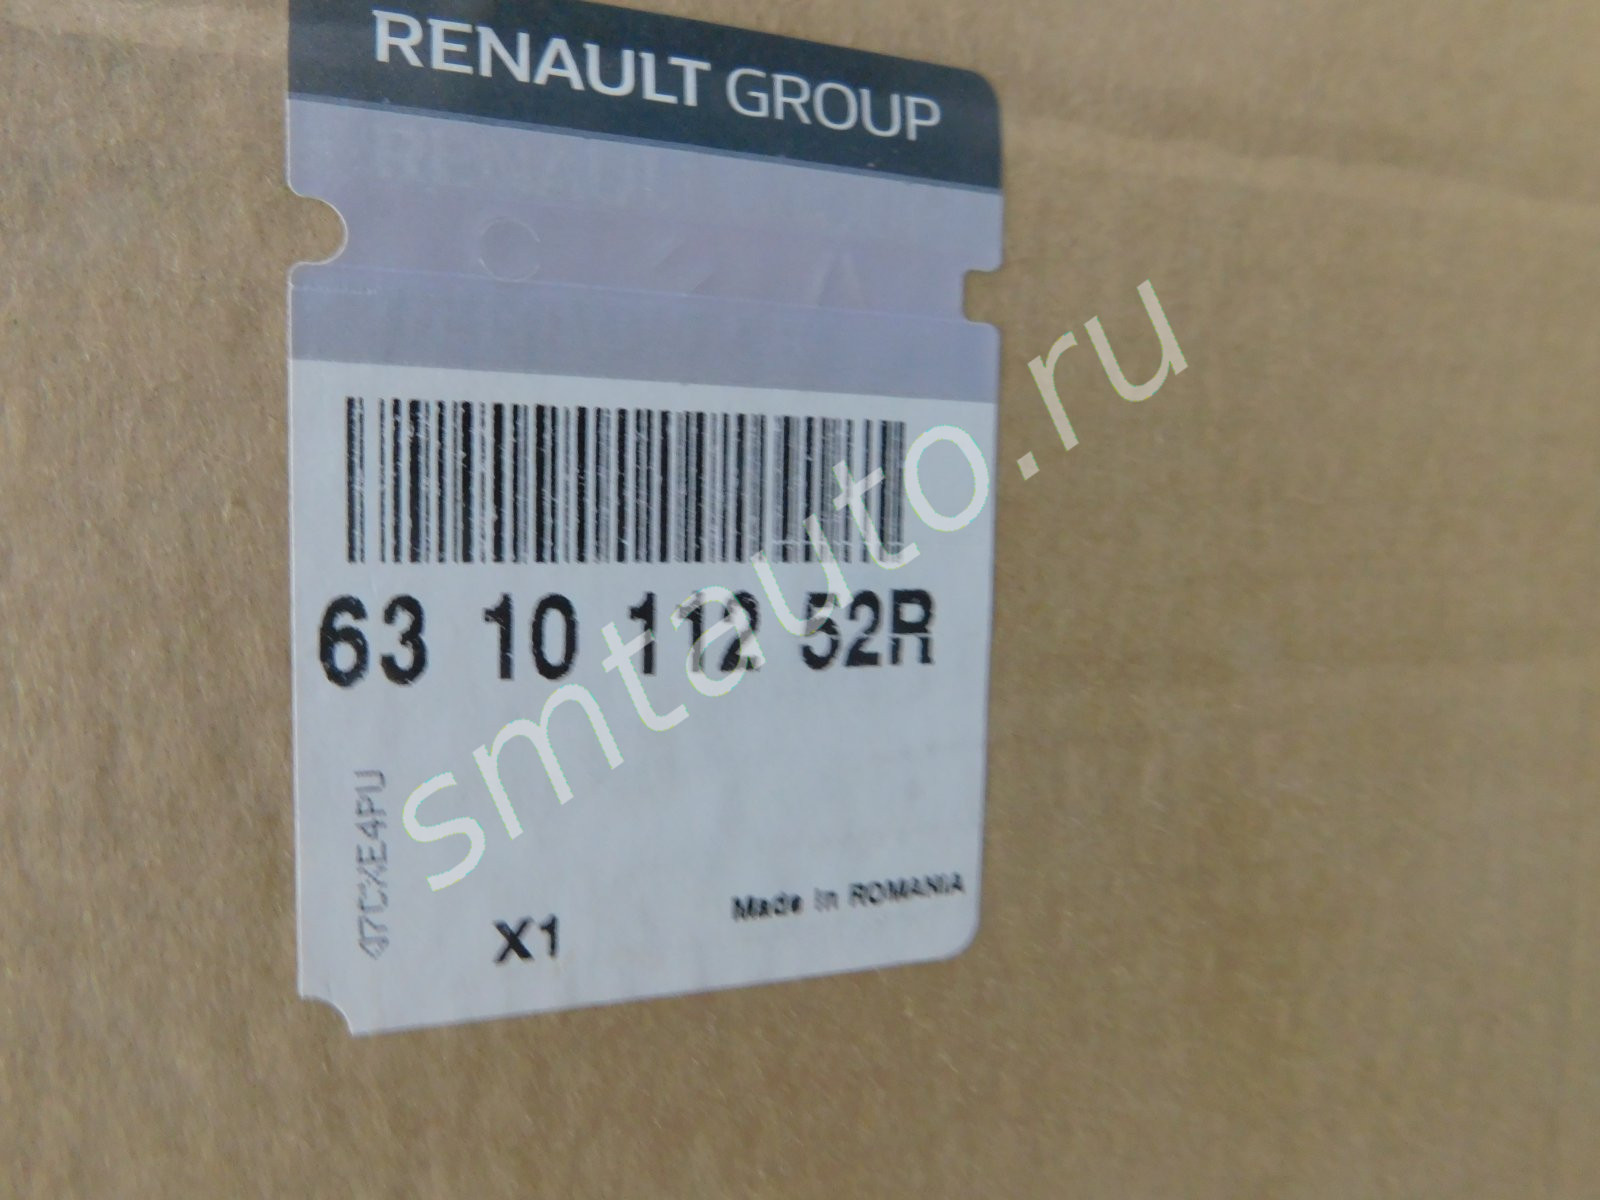 RENAULT GROUP
63 10 112 52R
47CXE4PU
X1
Made in ROMANIA
smtauto.ru